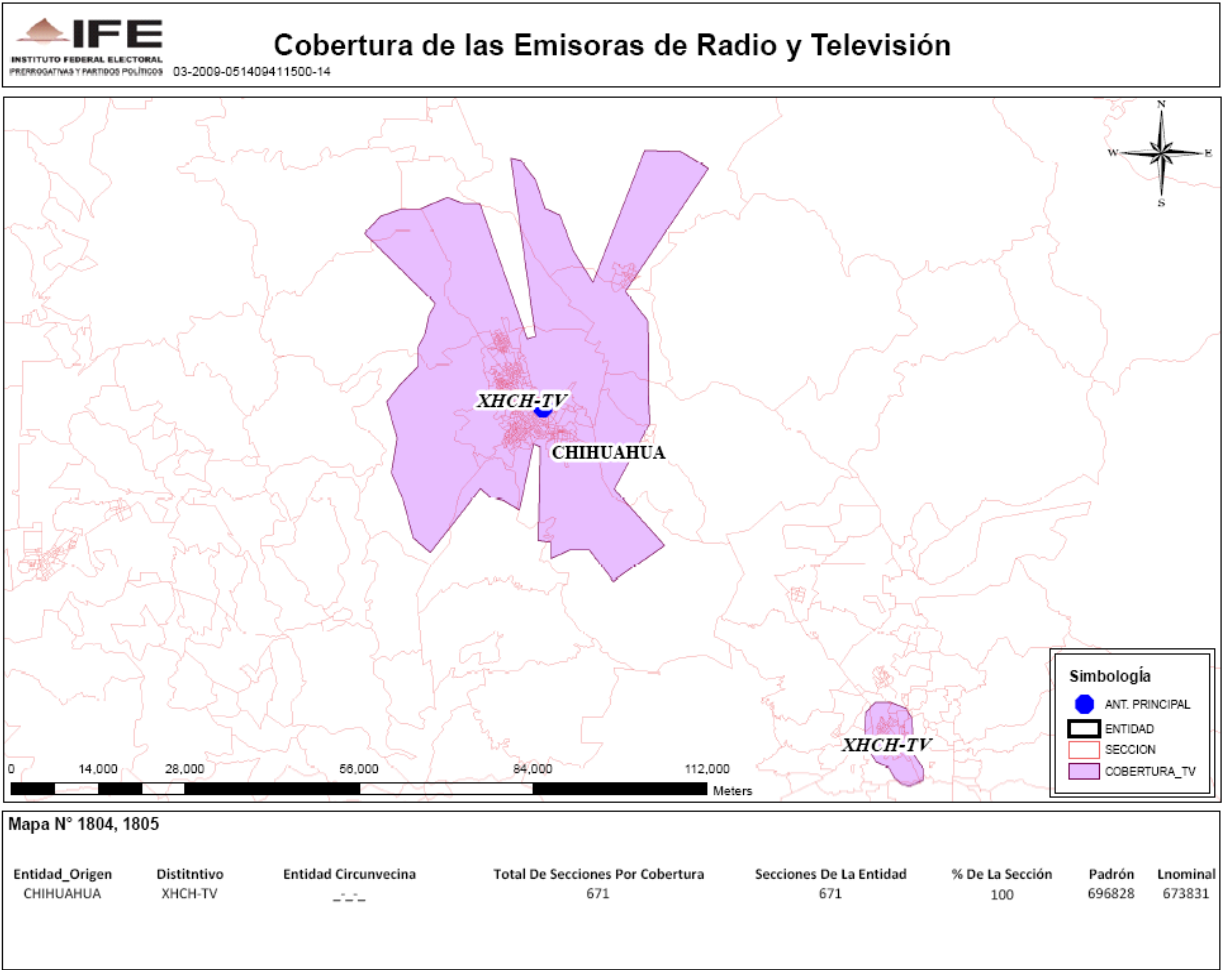 IFE
INSTITUTO FEDERAL ELECTORAL
PRERROGATIVAS Y PARTIDOS POLÍTICOS
03-2009-051409411500-14
Cobertura de las Emisoras de Radio y Televisión
N
W E
S
XHCH-TV
CHIHUAHUA
XHCH-TV
Simbología
ANT. PRINCIPAL
ENTIDAD
SECCION
COBERTURA_TV
0 14,000 28,000 56,000 84,000 112,000
Meters
Mapa N° 1804, 1805
Entidad_Origen Distitntivo Entidad Circunvecina Total De Secciones Por Cobertura Secciones De La Entidad % De La Sección Padrón Lnominal
CHIHUAHUA XHCH-TV _-_-_ 671 671 100 696828 673831